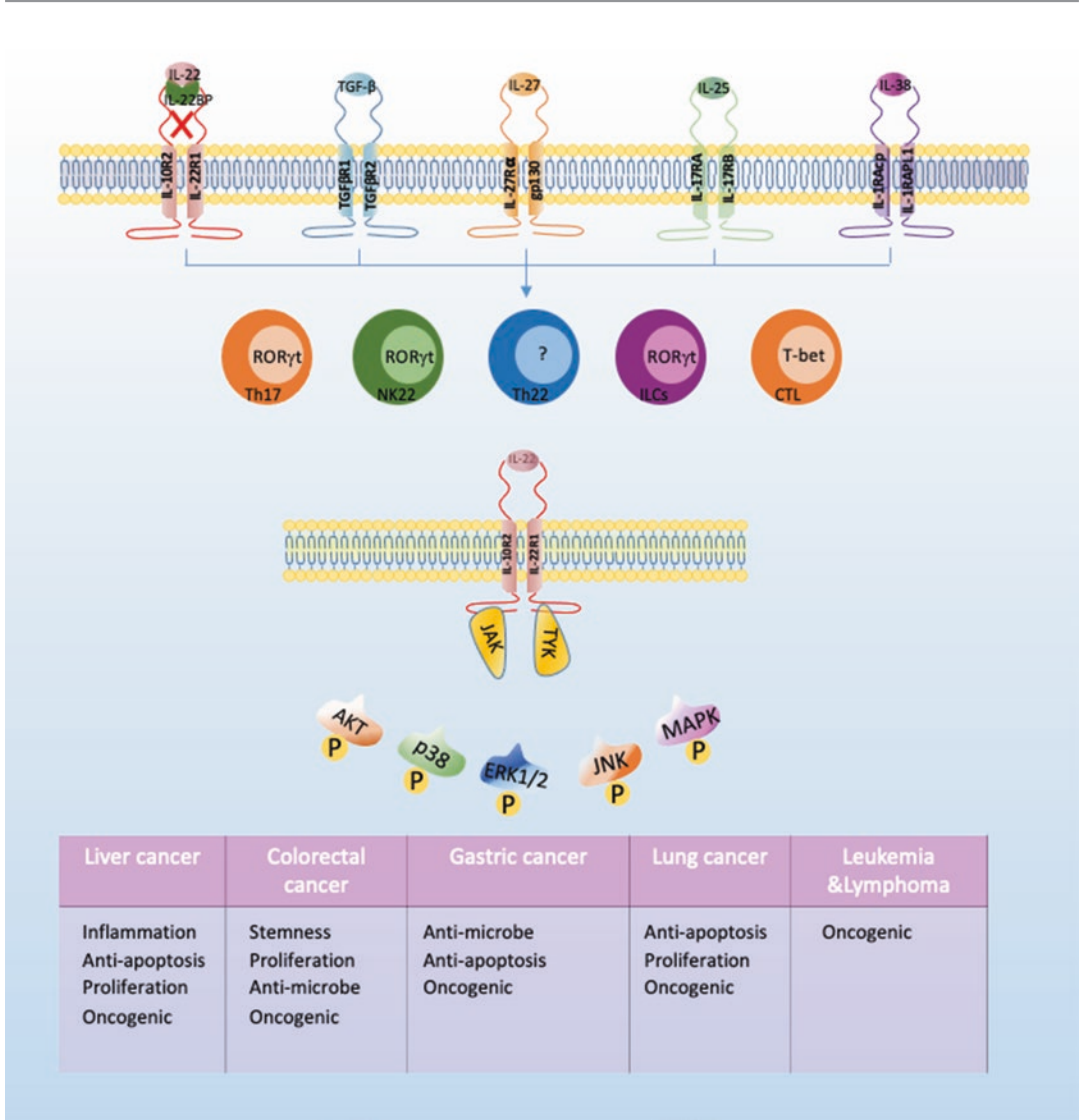 IL-22
IL-22BP
TGF-β
IL-27
IL-25
IL-38
IL-10R2
IL-22R1
TGFβR1
TGFβR2
IL-27Rα
gp130
IL-17RA
IL-17RB
IL-1RAcp
IL-1RAPL1
RORγt
Th17
RORγt
NK22
?
Th22
RORγt
ILCs
T-bet
CTL
IL-22
IL-10R2
IL-22R1
JAK
TYK
AKT
P
p38
P
ERK1/2
P
JNK
P
MAPK
P
Liver cancer
Inflammation
Anti-apoptosis
Proliferation
Oncogenic
Colorectal
cancer
Stemness
Proliferation
Anti-microbe
Oncogenic
Gastric cancer
Anti-microbe
Anti-apoptosis
Oncogenic
Lung cancer
Anti-apoptosis
Proliferation
Oncogenic
Leukemia
&Lymphoma
Oncogenic